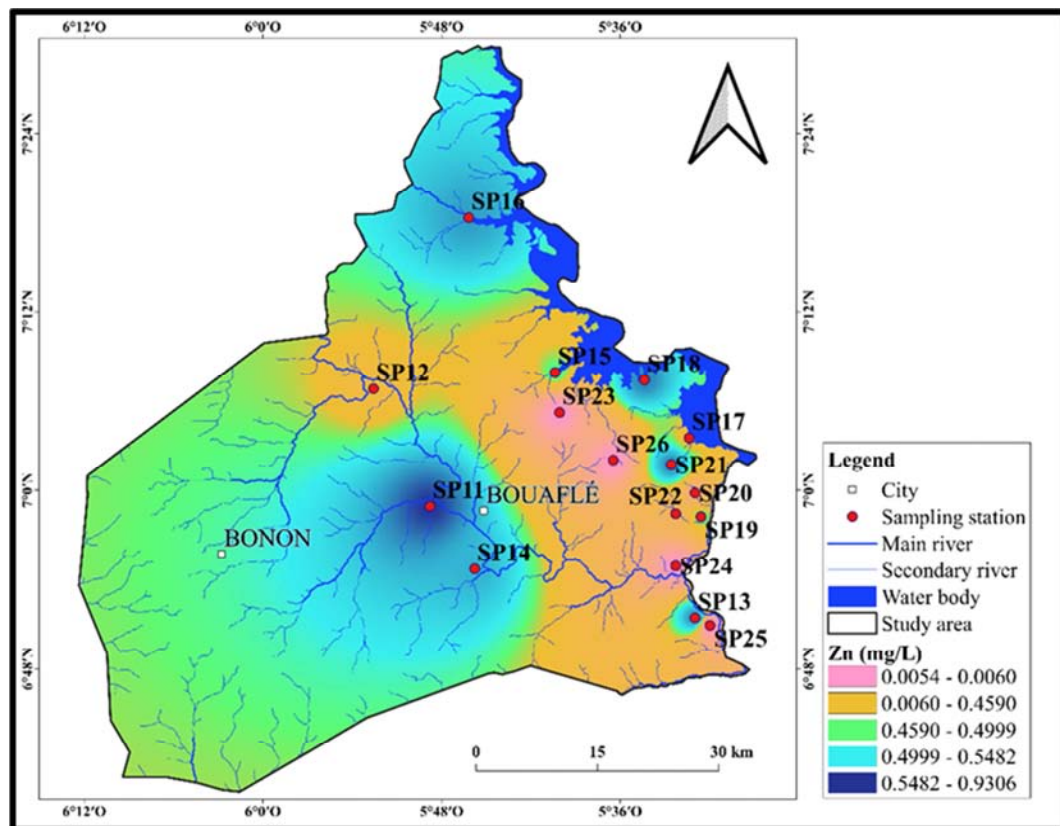 6°12'O 6°0'O 5°48'O 5°36'O
7°24'N 7°24'N
SP16
7°12'N 7°12'N
SP15
SP18
SP12
SP23
SP17
SP26
SP21
7°0'N 7°0'N
SP11
BOUAFLÉ
SP22
SP20
SP19
BONON
SP14
SP24
SP13
SP25
6°48'N 6°48'N
0 15 30 km
6°12'O 6°0'O 5°48'O 5°36'O
Legend
City
Sampling station
Main river
Secondary river
Water body
Study area
Zn (mg/L)
0.0054 - 0.0060
0.0060 - 0.4590
0.4590 - 0.4999
0.4999 - 0.5482
0.5482 - 0.9306